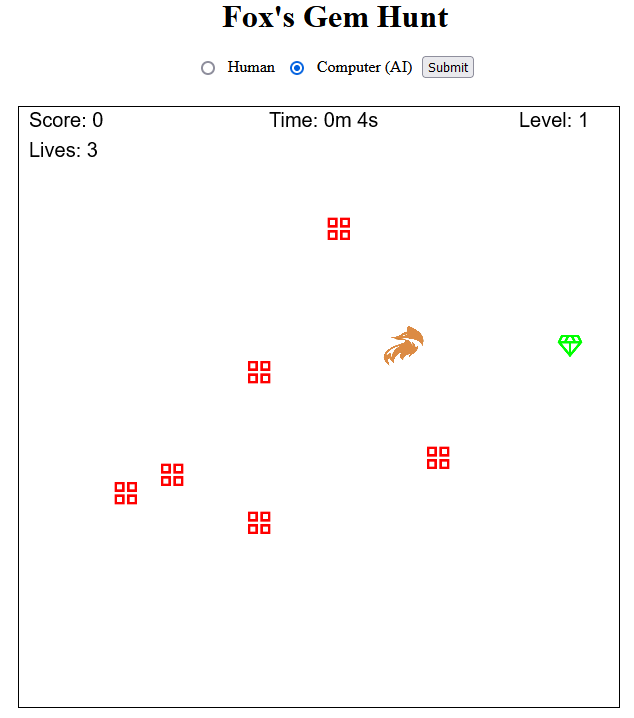 Fox's Gem Hunt
Human Computer (AI) Submit
Score: 0 Time: 0m 4s Level: 1
Lives: 3